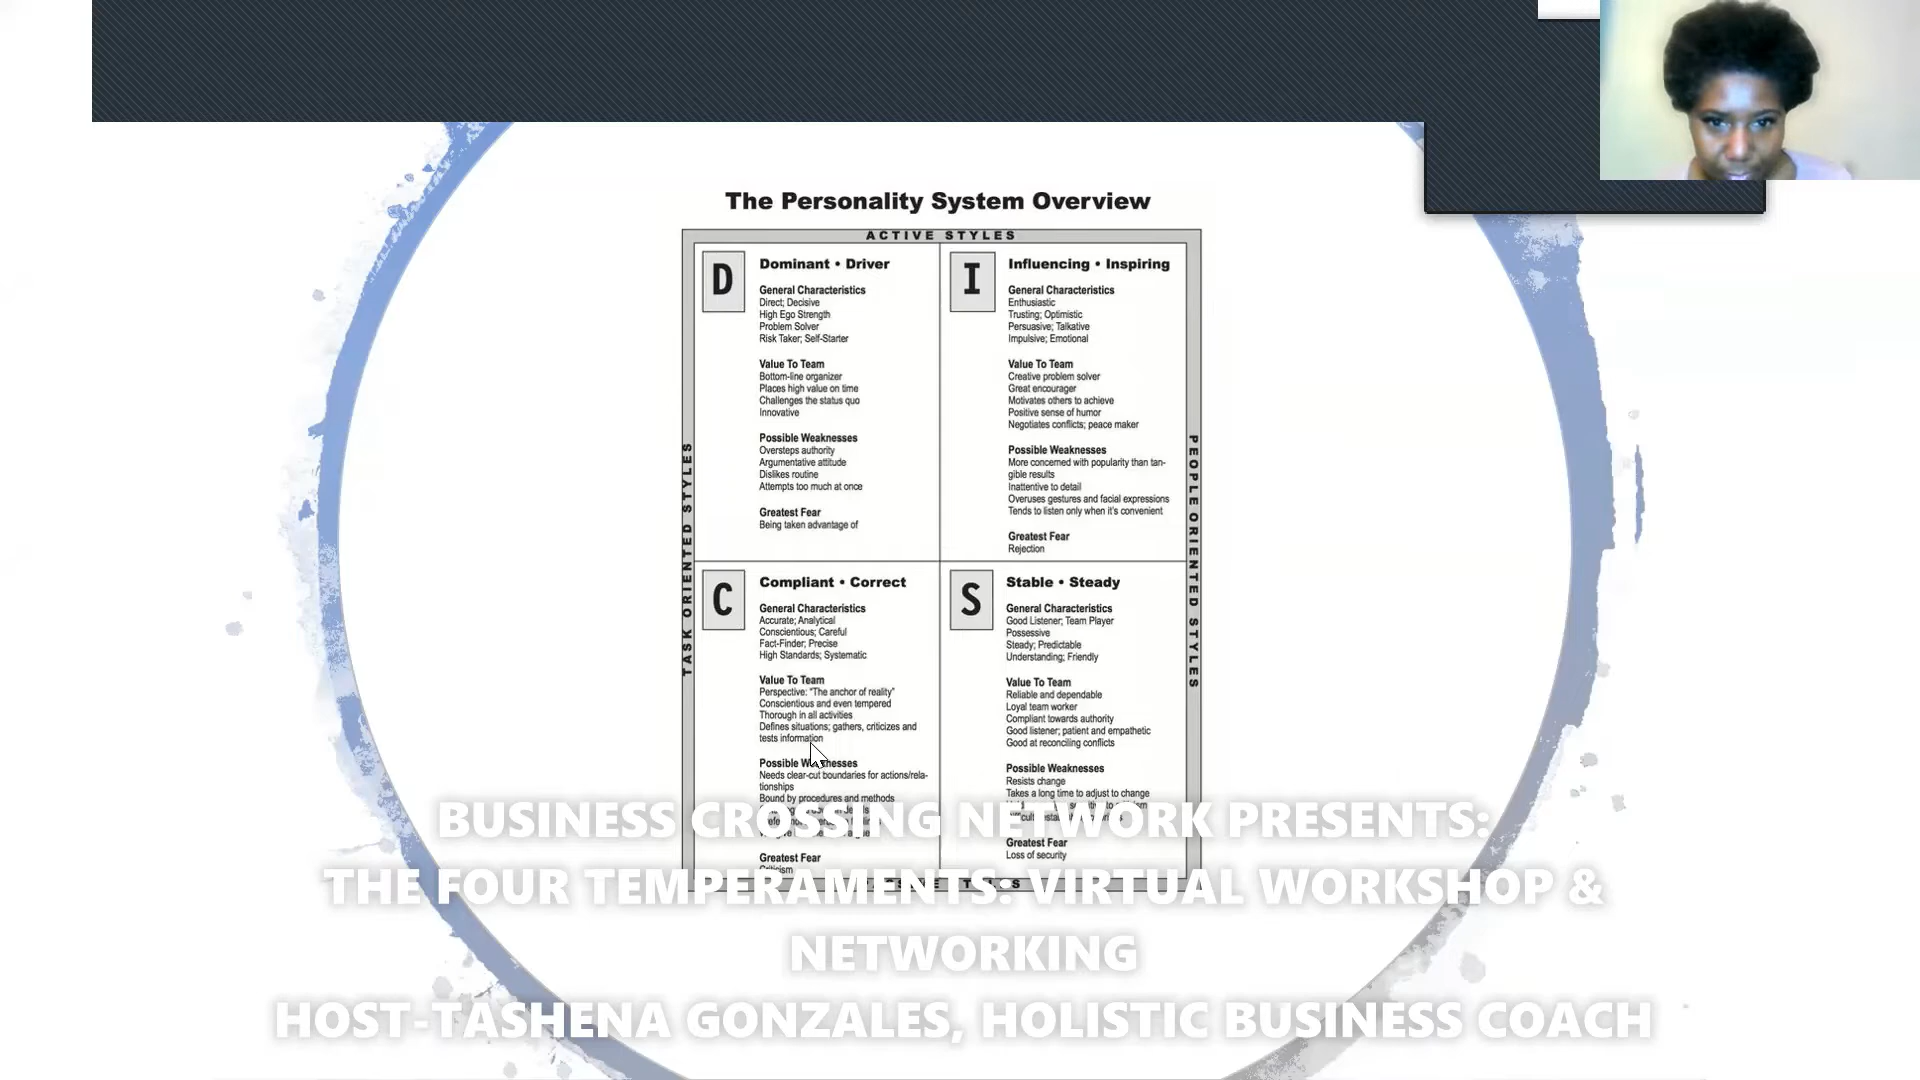 The Personality System Overview
ACTIVE STYLES
TASK ORIENTED STYLES
PEOPLE ORIENTED STYLES
D
Dominant • Driver
General Characteristics
Direct; Decisive
High Ego Strength
Problem Solver
Risk Taker; Self-Starter
Value To Team
Bottom-line organizer
Places high value on time
Challenges the status quo
Innovative
Possible Weaknesses
Oversteps authority
Argumentative attitude
Dislikes routine
Attempts too much at once
Greatest Fear
Being taken advantage of
I
Influencing • Inspiring
General Characteristics
Enthusiastic
Trusting; Optimistic
Persuasive; Talkative
Impulsive; Emotional
Value To Team
Creative problem solver
Great encourager
Motivates others to achieve
Positive sense of humor
Negotiates conflicts; peace maker
Possible Weaknesses
More concerned with popularity than tan-
gible results
Inattentive to detail
Overuses gestures and facial expressions
Tends to listen only when it's convenient
Greatest Fear
Rejection
C
Compliant • Correct
General Characteristics
Accurate; Analytical
Conscientious; Careful
Fact-Finder; Precise
High Standards; Systematic
Value To Team
Perspective: "The anchor of reality"
Conscientious and even tempered
Thorough in all activities
Defines situations; gathers, criticizes and
tests information
Possible Weaknesses
Needs clear-cut boundaries for actions/rela-
tionships
Bound by procedures and methods
Greatest Fear
Criticism
S
Stable • Steady
General Characteristics
Good Listener; Team Player
Possessive
Steady; Predictable
Understanding; Friendly
Value To Team
Reliable and dependable
Loyal team worker
Compliant towards authority
Good listener; patient and empathetic
Good at reconciling conflicts
Possible Weaknesses
Resists change
Takes a long time to adjust to change
Greatest Fear
Loss of security
BUSINESS CROSSING NETWORK PRESENTS:
THE FOUR TEMPERAMENTS: VIRTUAL WORKSHOP &
NETWORKING
HOST-TASHENA GONZALES, HOLISTIC BUSINESS COACH